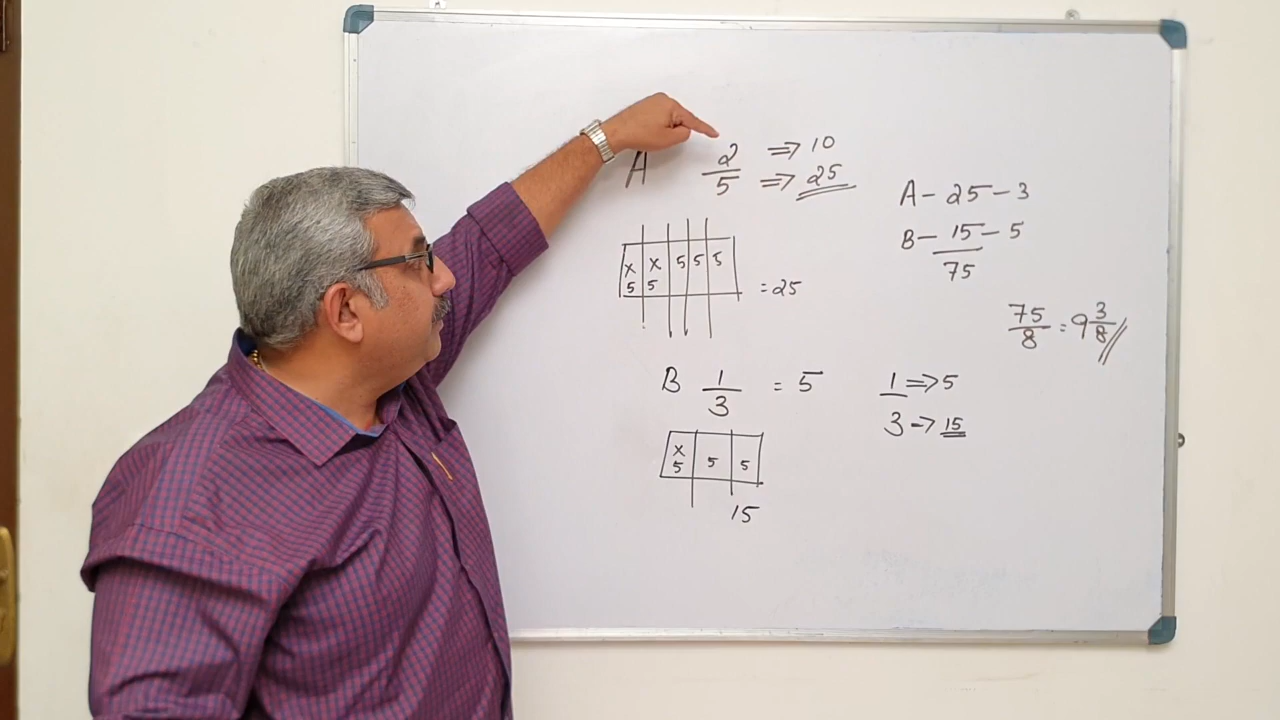 A 2/5 ⇒ 10
⇒ 25
A - 25 - 3
B - 15 - 5
75
x x 5 5 5
5 5
= 25
75/8 = 9 3/8 //
B 1/3 = 5
1 ⇒ 5
3 → 15
x
5 5 5
15